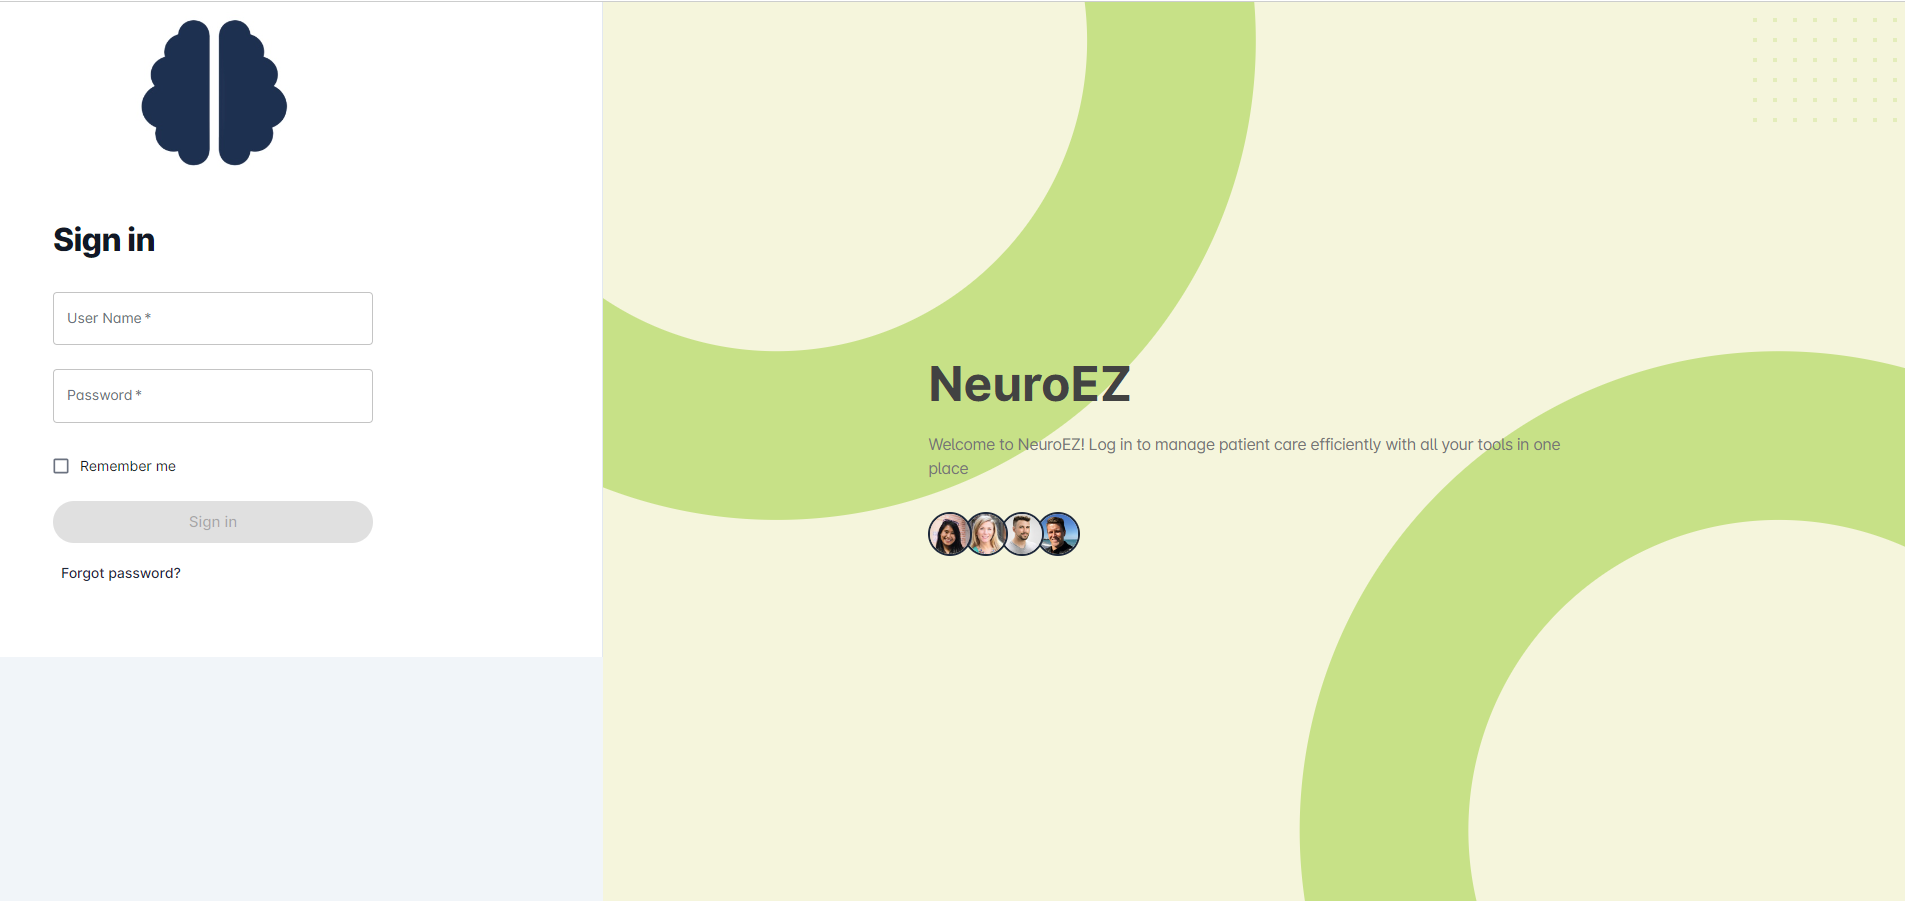 Sign in
User Name *
Password *
Remember me
Sign in
Forgot password?
NeuroEZ
Welcome to NeuroEZ! Log in to manage patient care efficiently with all your tools in one
place